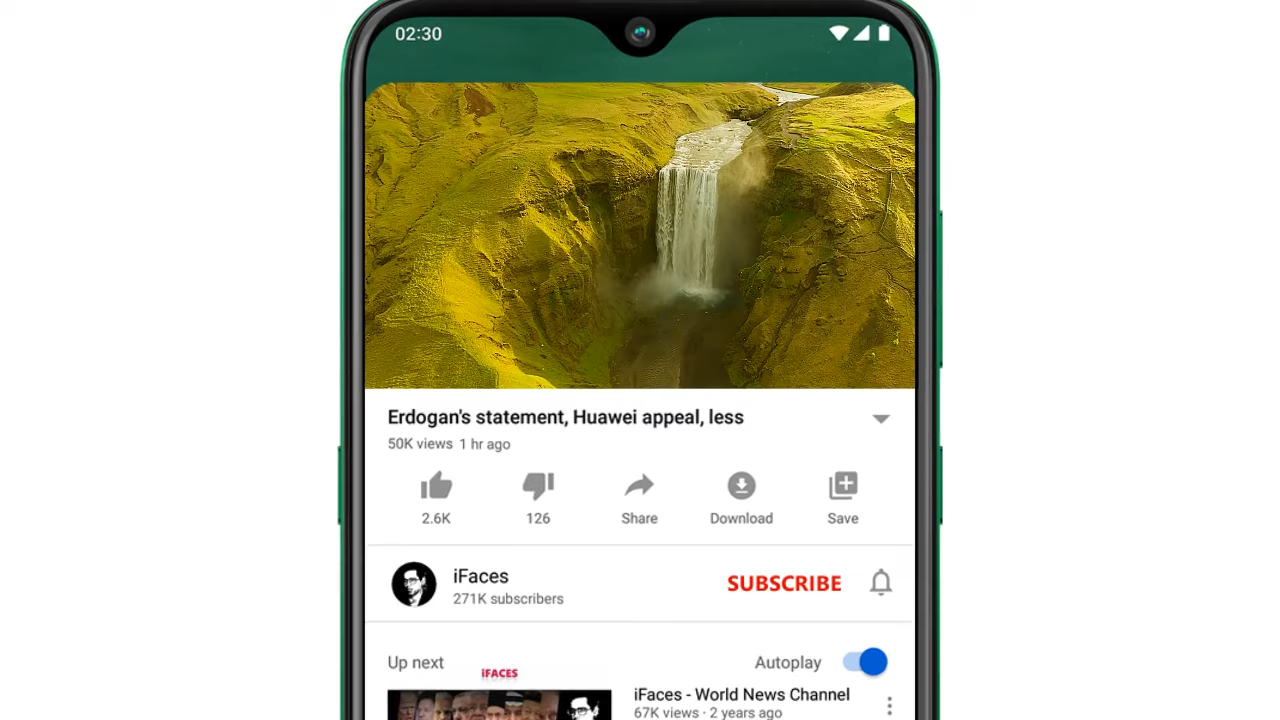 02:30
Erdogan's statement, Huawei appeal, less
50K views 1 hr ago
2.6K 126 Share Download Save
iFaces SUBSCRIBE
271K subscribers
Up next Autoplay
iFACES
iFaces - World News Channel
67K views · 2 years ago